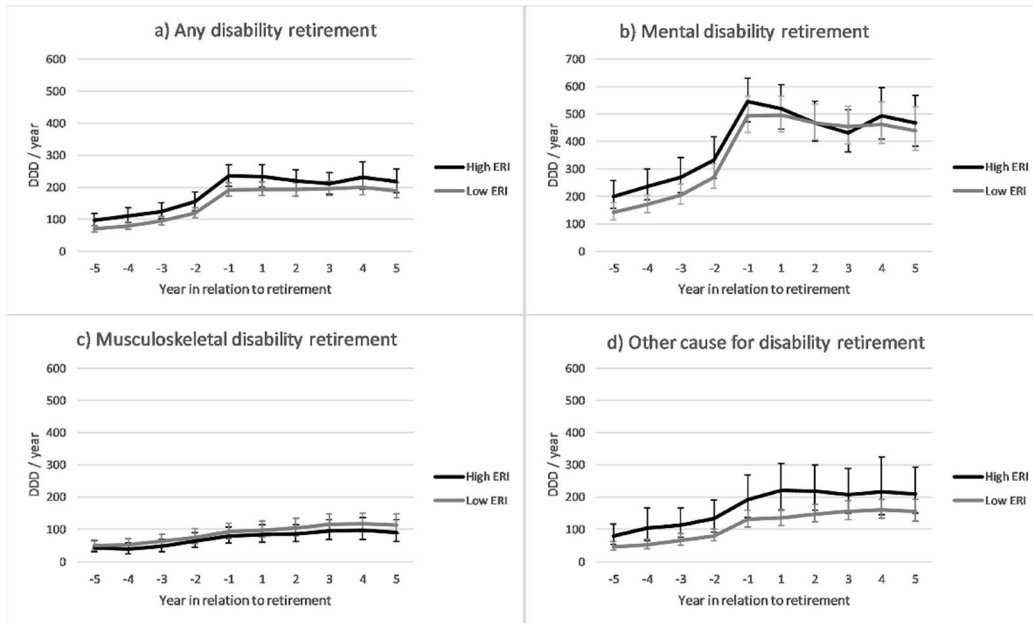 a) Any disability retirement
600
500
400
300
200
100
0
DDD / year
-5 -4 -3 -2 -1 1 2 3 4 5
Year in relation to retirement
High ERI
Low ERI
b) Mental disability retirement
700
600
500
400
300
200
100
0
DDD / year
-5 -4 -3 -2 -1 1 2 3 4 5
Year in relation to retirement
High ERI
Low ERI
c) Musculoskeletal disability retirement
600
500
400
300
200
100
0
DDD / year
-5 -4 -3 -2 -1 1 2 3 4 5
Year in relation to retirement
High ERI
Low ERI
d) Other cause for disability retirement
600
500
400
300
200
100
0
DDD / year
-5 -4 -3 -2 -1 1 2 3 4 5
Year in relation to retirement
High ERI
Low ERI